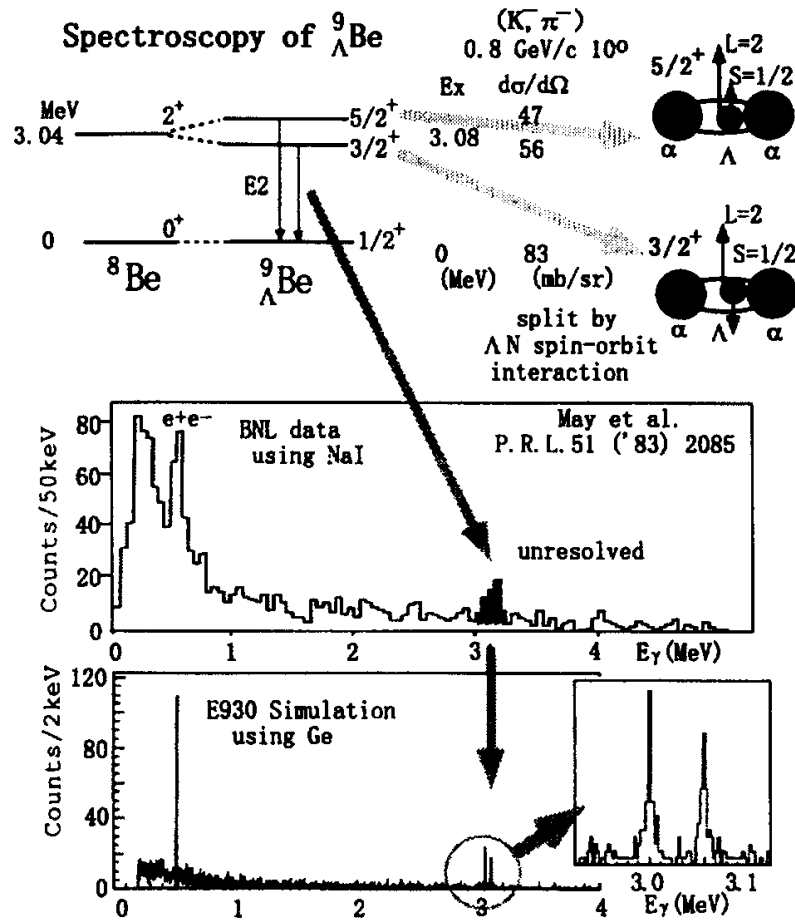 Spectroscopy of ⁹ΛBe
(K⁻, π⁻)
0.8 GeV/c 10º
Ex dσ/dΩ
MeV
3.04 2⁺ 5/2⁺ 47
3.08
3/2⁺ 56
E2
0 0⁺ 1/2⁺ 0 83
⁸Be ⁹ΛBe (MeV) (mb/sr)
split by
ΛN spin-orbit
interaction
5/2⁺ L=2
S=1/2
α Λ α
3/2⁺ L=2
S=1/2
α Λ α
Counts/50keV
80
60
40
20
0
e+e-
BNL data
using NaI
May et al.
P.R.L.51 ('83) 2085
unresolved
0 1 2 3 4 Eγ(MeV)
Counts/2keV
120
80
40
0
E930 Simulation
using Ge
0 1 2 3 4
3.0 3.1
Eγ(MeV)